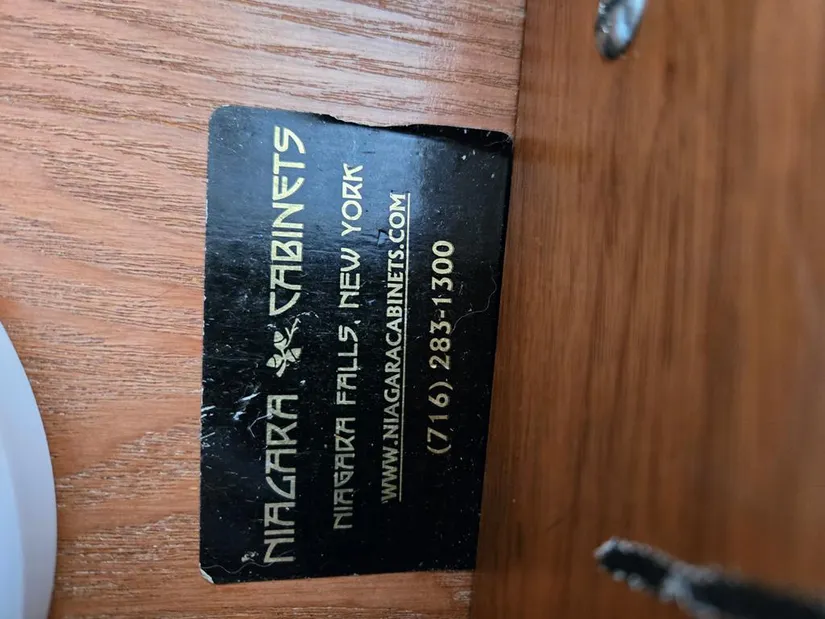 NIAGARA CABINETS
NIAGARA FALLS, NEW YORK
WWW.NIAGARACABINETS.COM
(716) 283-1300